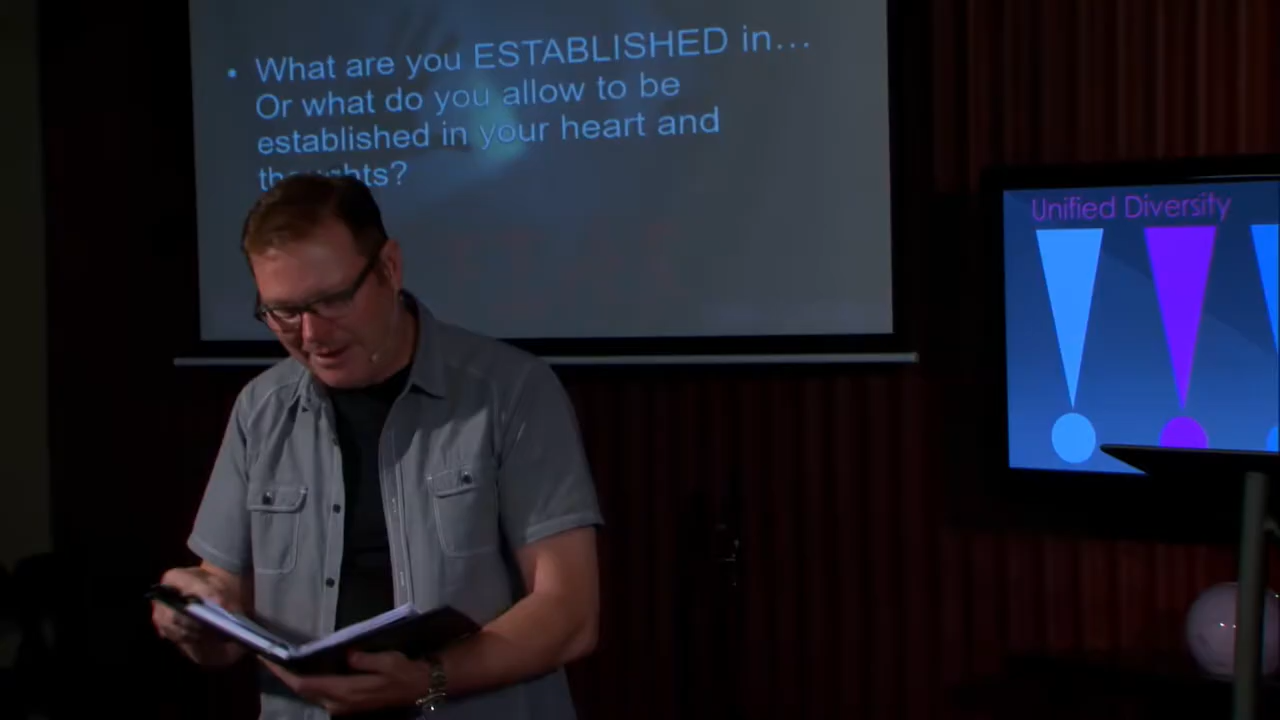 • What are you ESTABLISHED in...
Or what do you allow to be
established in your heart and
thoughts?
Unified Diversity